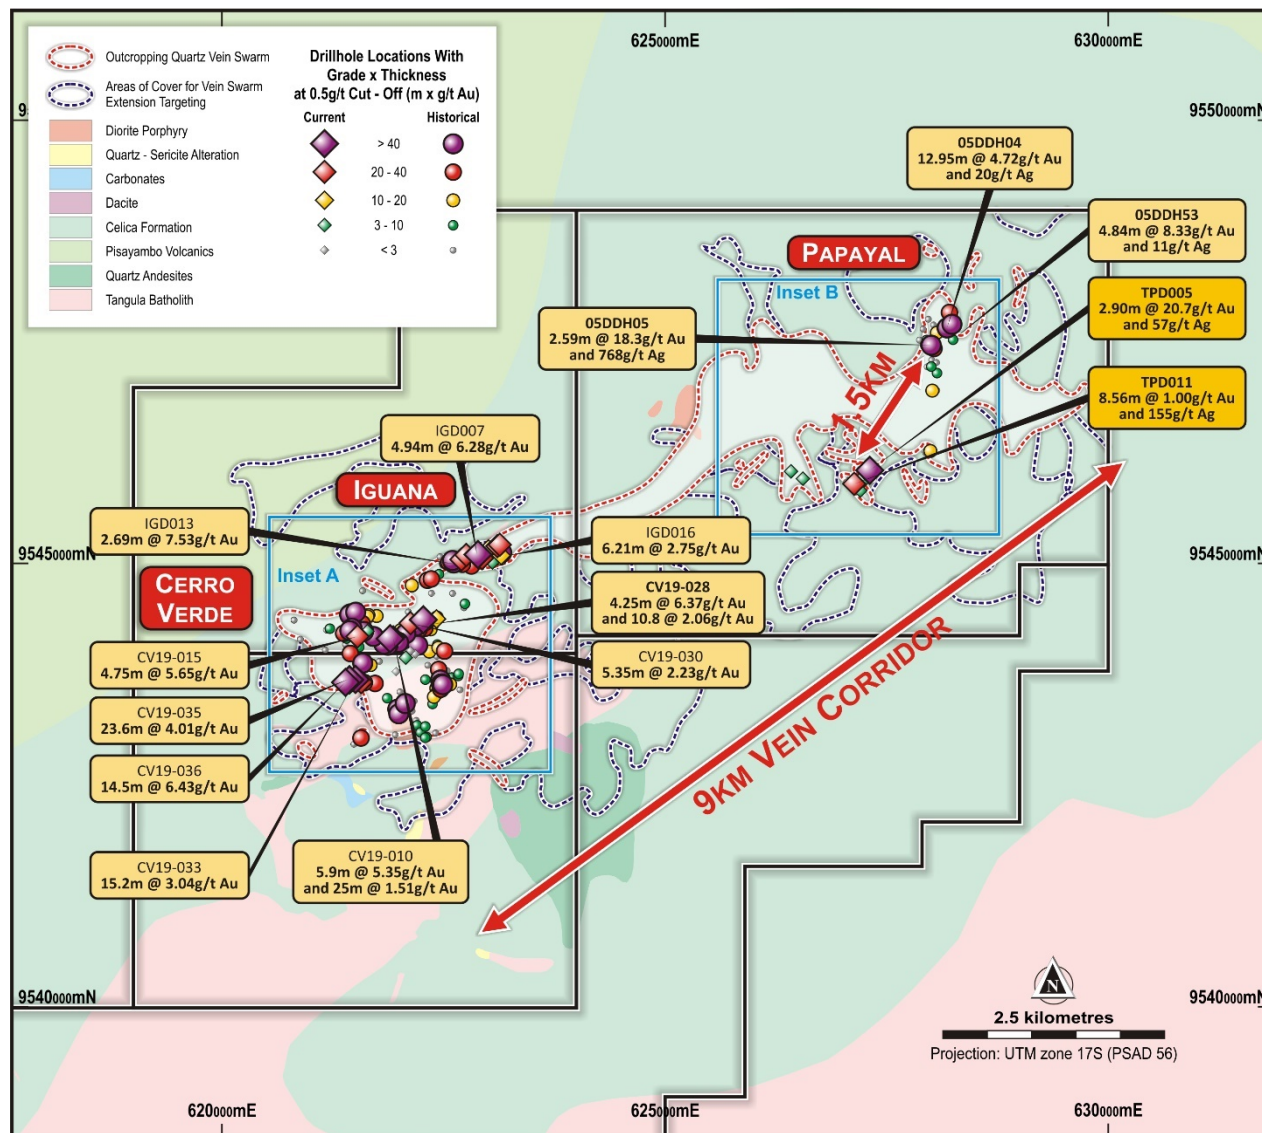 625000mE
630000mE
Outcropping Quartz Vein Swarm
Areas of Cover for Vein Swarm
Extension Targeting
Diorite Porphyry
Quartz - Sericite Alteration
Carbonates
Dacite
Celica Formation
Pisayambo Volcanics
Quartz Andesites
Tangula Batholith
Drillhole Locations With
Grade x Thickness
at 0.5g/t Cut - Off (m x g/t Au)
Current
Historical
> 40
20 - 40
10 - 20
3 - 10
< 3
9550000mN
05DDH04
12.95m @ 4.72g/t Au
and 20g/t Ag
05DDH53
4.84m @ 8.33g/t Au
and 11g/t Ag
PAPAYAL
Inset B
TPD005
2.90m @ 20.7g/t Au
and 57g/t Ag
05DDH05
2.59m @ 18.3g/t Au
and 768g/t Ag
1.5KM
TPD011
8.56m @ 1.00g/t Au
and 155g/t Ag
IGD007
4.94m @ 6.28g/t Au
IGUANA
IGD013
2.69m @ 7.53g/t Au
IGD016
6.21m @ 2.75g/t Au
9545000mN
9545000mN
CERRO
VERDE
Inset A
CV19-028
4.25m @ 6.37g/t Au
and 10.8 @ 2.06g/t Au
CV19-015
4.75m @ 5.65g/t Au
CV19-030
5.35m @ 2.23g/t Au
CV19-035
23.6m @ 4.01g/t Au
CV19-036
14.5m @ 6.43g/t Au
9KM VEIN CORRIDOR
CV19-033
15.2m @ 3.04g/t Au
CV19-010
5.9m @ 5.35g/t Au
and 25m @ 1.51g/t Au
9540000mN
9540000mN
N
2.5 kilometres
Projection: UTM zone 17S (PSAD 56)
620000mE
625000mE
630000mE